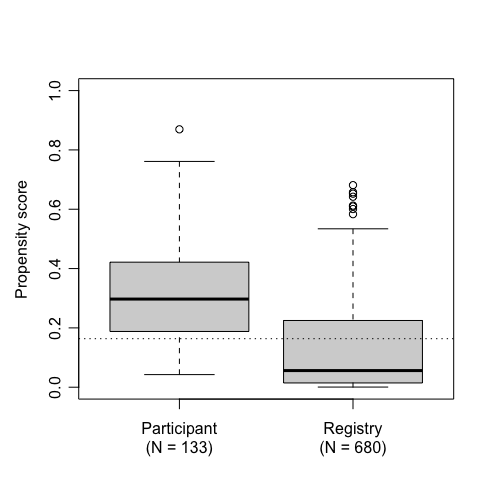 Propensity score
1.0
0.8
0.6
0.4
0.2
0.0
Participant
(N = 133)
Registry
(N = 680)